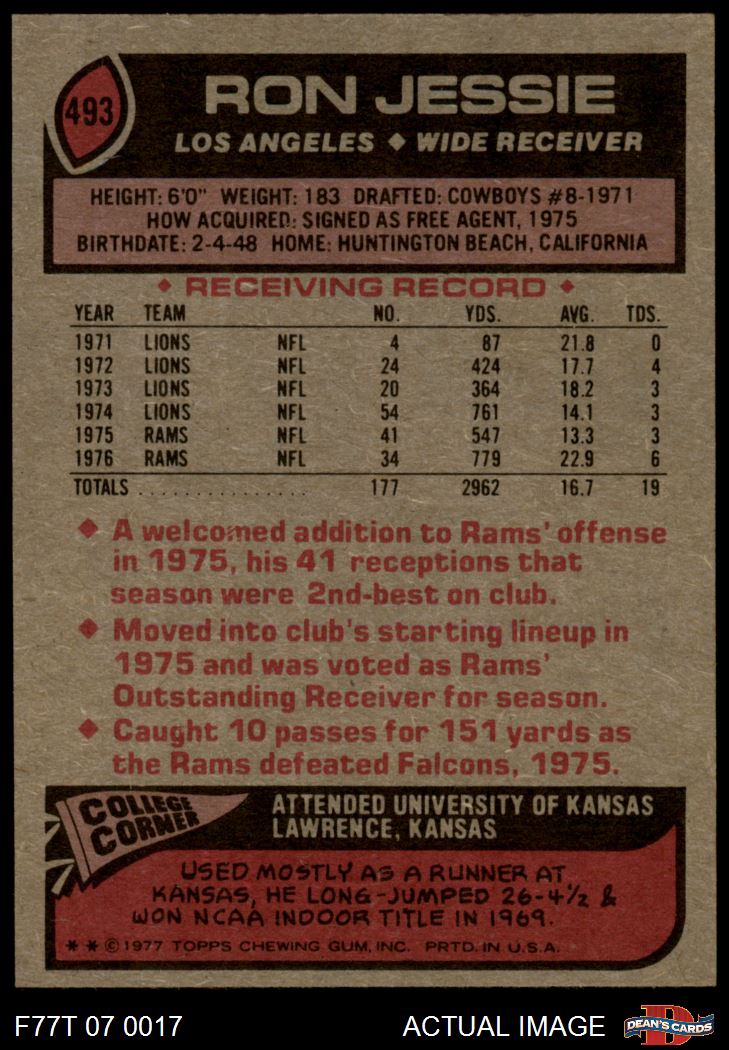 493
RON JESSIE
LOS ANGELES ◆ WIDE RECEIVER
HEIGHT: 6'0" WEIGHT: 183 DRAFTED: COWBOYS #8-1971
HOW ACQUIRED: SIGNED AS FREE AGENT, 1975
BIRTHDATE: 2-4-48 HOME: HUNTINGTON BEACH, CALIFORNIA
◆ RECEIVING RECORD ◆
YEAR TEAM NO. YDS. AVG. TDS.
1971 LIONS NFL 4 87 21.8 0
1972 LIONS NFL 24 424 17.7 4
1973 LIONS NFL 20 364 18.2 3
1974 LIONS NFL 54 761 14.1 3
1975 RAMS NFL 41 547 13.3 3
1976 RAMS NFL 34 779 22.9 6
TOTALS . . . . . . . . . . . . . . . 177 2962 16.7 19
◆ A welcomed addition to Rams' offense
in 1975, his 41 receptions that
season were 2nd-best on club.
◆ Moved into club's starting lineup in
1975 and was voted as Rams'
Outstanding Receiver for season.
◆ Caught 10 passes for 151 yards as
the Rams defeated Falcons, 1975.
COLLEGE
CORNER
ATTENDED UNIVERSITY OF KANSAS
LAWRENCE, KANSAS
USED MOSTLY AS A RUNNER AT
KANSAS, HE LONG-JUMPED 26-4½ &
WON NCAA INDOOR TITLE IN 1969.
* * © 1977 TOPPS CHEWING GUM, INC. PRTD. IN U.S.A.
F77T 07 0017 ACTUAL IMAGE
D
DEAN'S CARDS